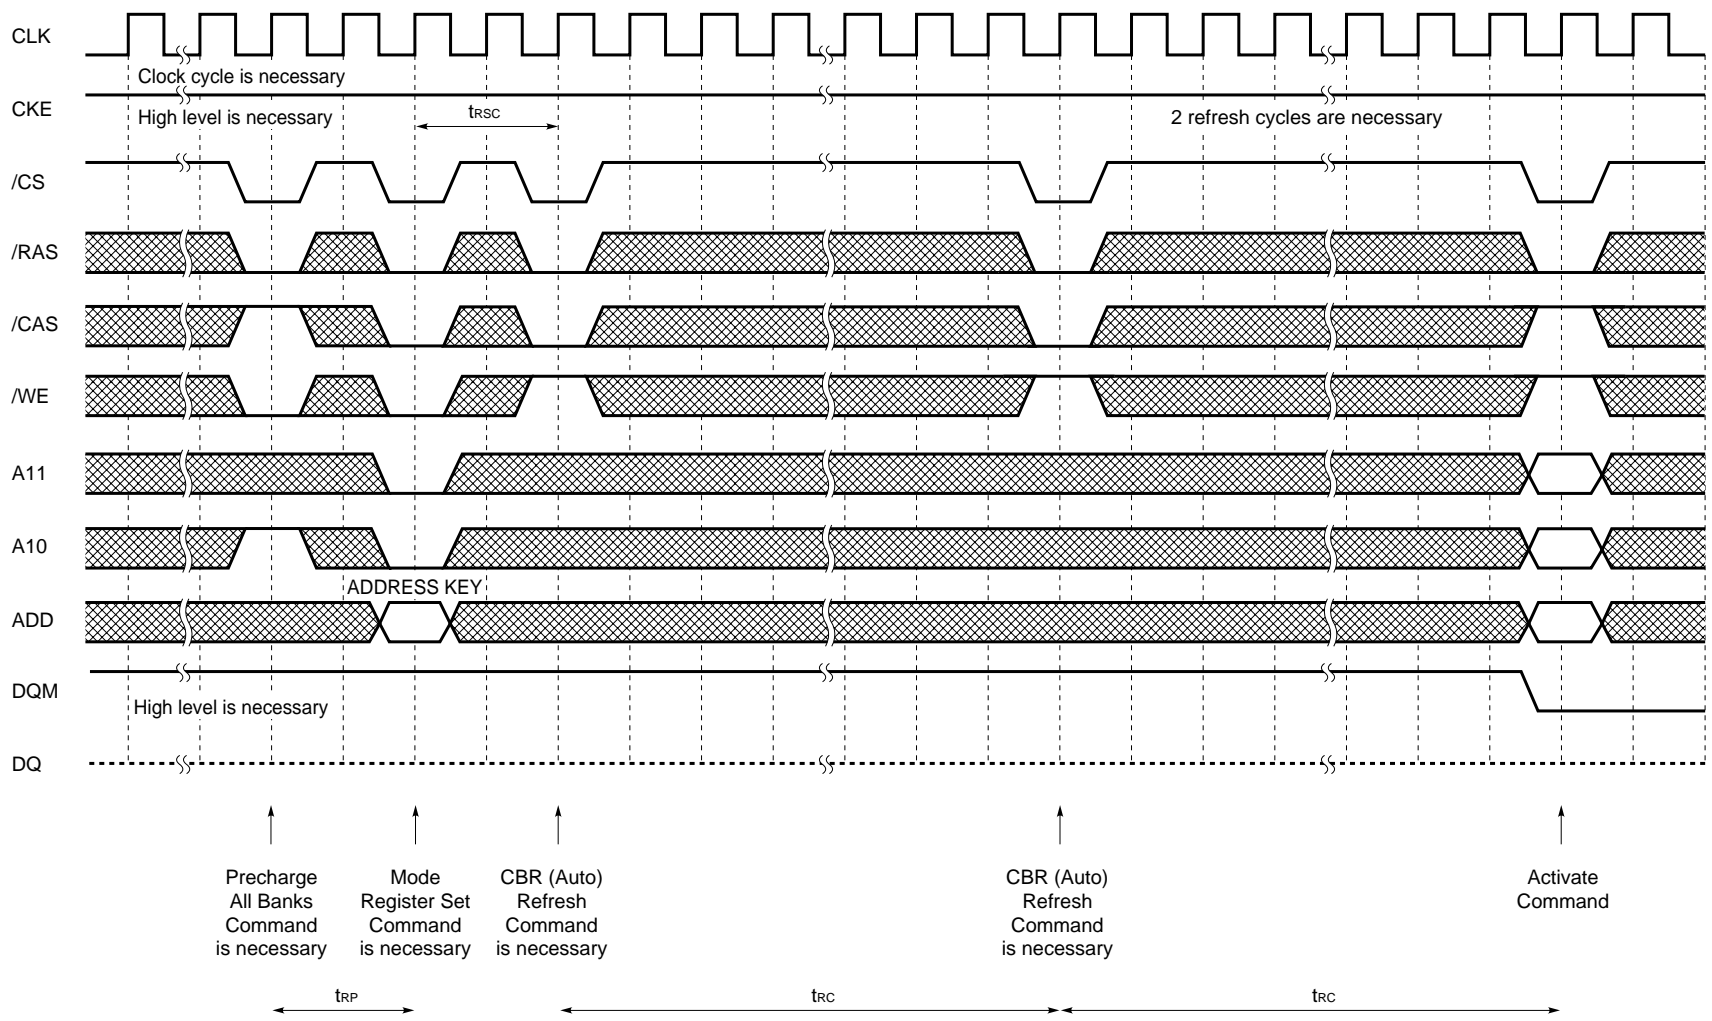 CLK
Clock cycle is necessary
CKE
High level is necessary
tRSC
2 refresh cycles are necessary
/CS
/RAS
/CAS
/WE
A11
A10
ADDRESS KEY
ADD
DQM
High level is necessary
DQ
Precharge
All Banks
Command
is necessary
Mode
Register Set
Command
is necessary
CBR (Auto)
Refresh
Command
is necessary
CBR (Auto)
Refresh
Command
is necessary
Activate
Command
tRP
tRC
tRC